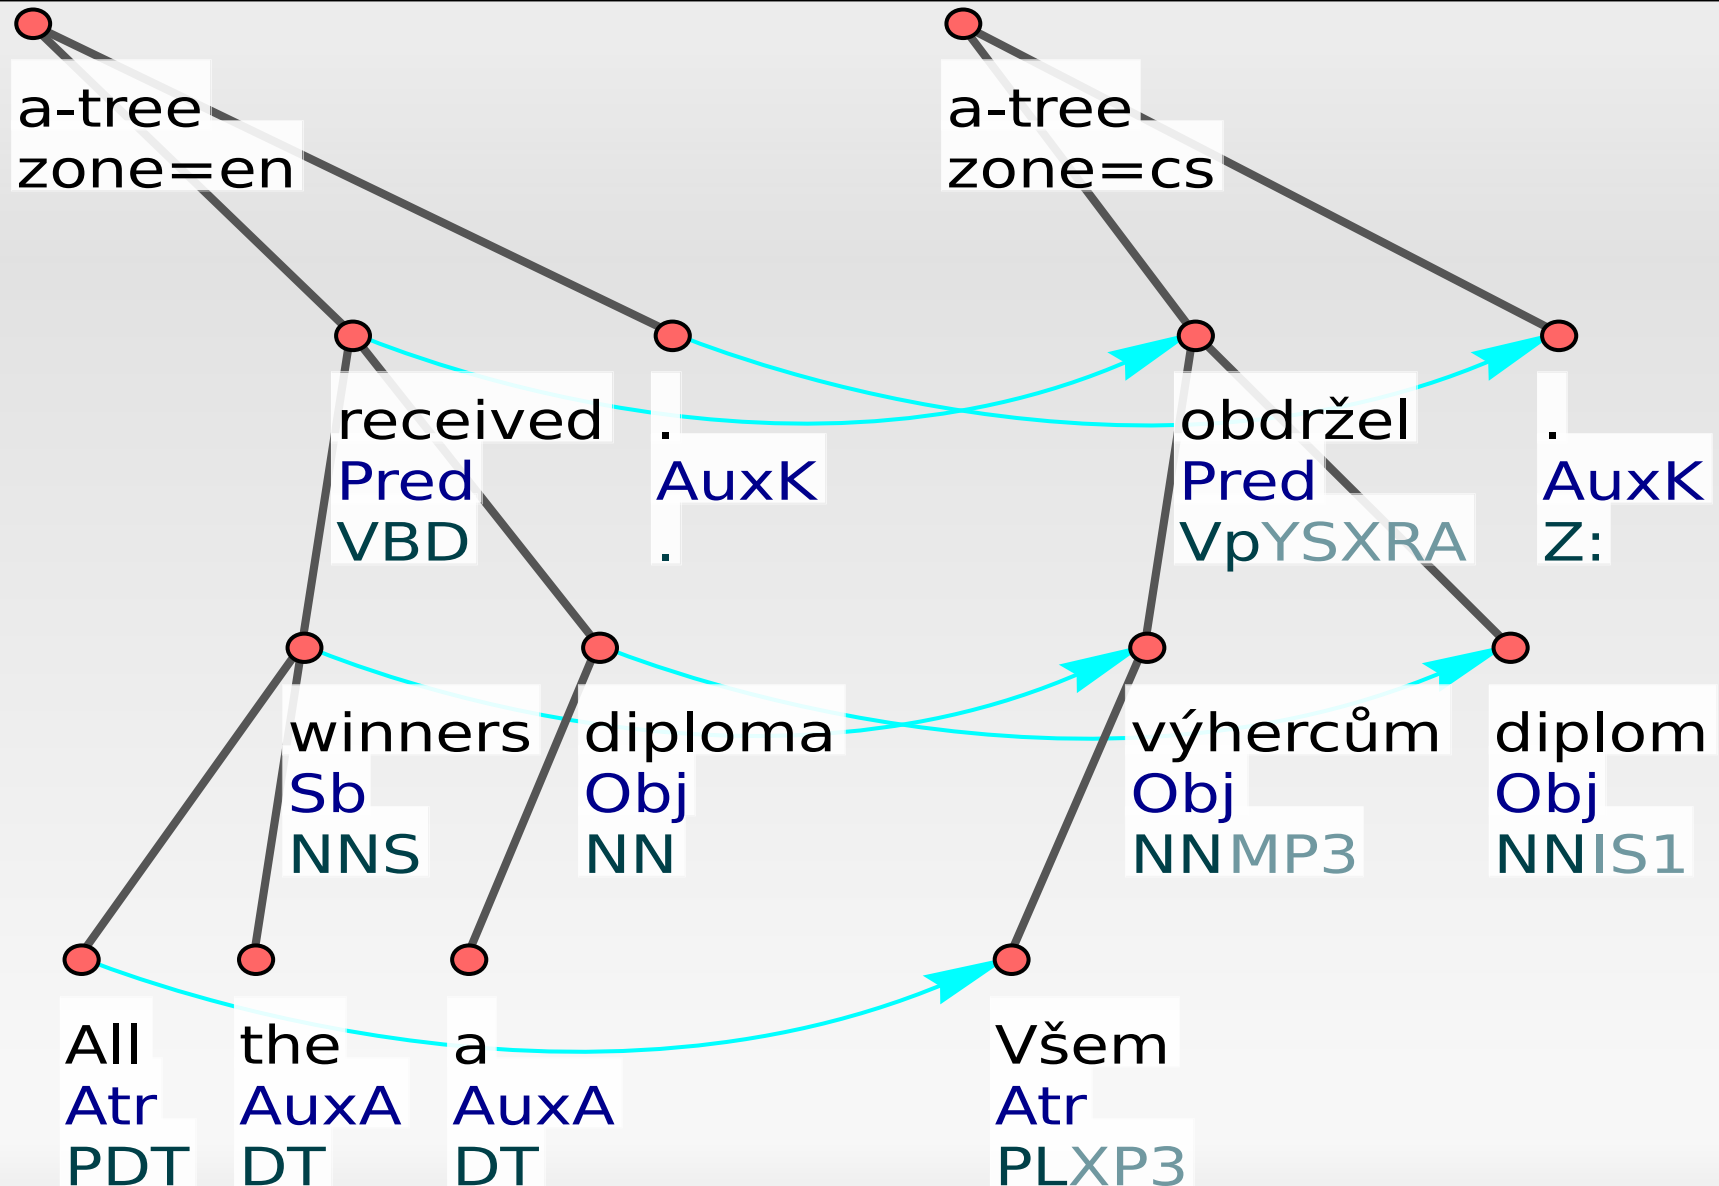 a-tree
zone=en
a-tree
zone=cs
received
Pred
VBD
.
AuxK
.
obdržel
Pred
VpYSXRA
.
AuxK
Z:
winners
Sb
NNS
diploma
Obj
NN
výhercům
Obj
NNMP3
diplom
Obj
NNIS1
All
Atr
PDT
the
AuxA
DT
a
AuxA
DT
Všem
Atr
PLXP3